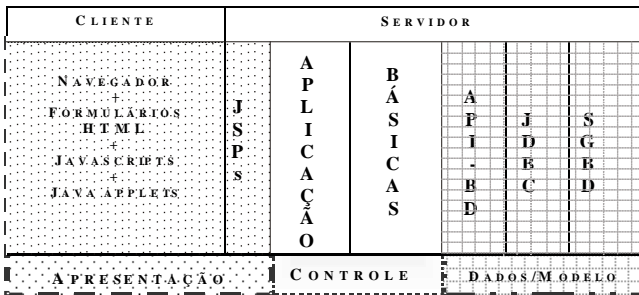 CLIENTE
SERVIDOR
NAVEGADOR
+
FORMULÁRIOS
HTML
+
JAVASCRIPTS
+
JAVA APPLETS
JSPs
APLICAÇÃO
BÁSICAS
API-BD
JDBC
SGBD
APRESENTAÇÃO
CONTROLE
DADOS/MODELO